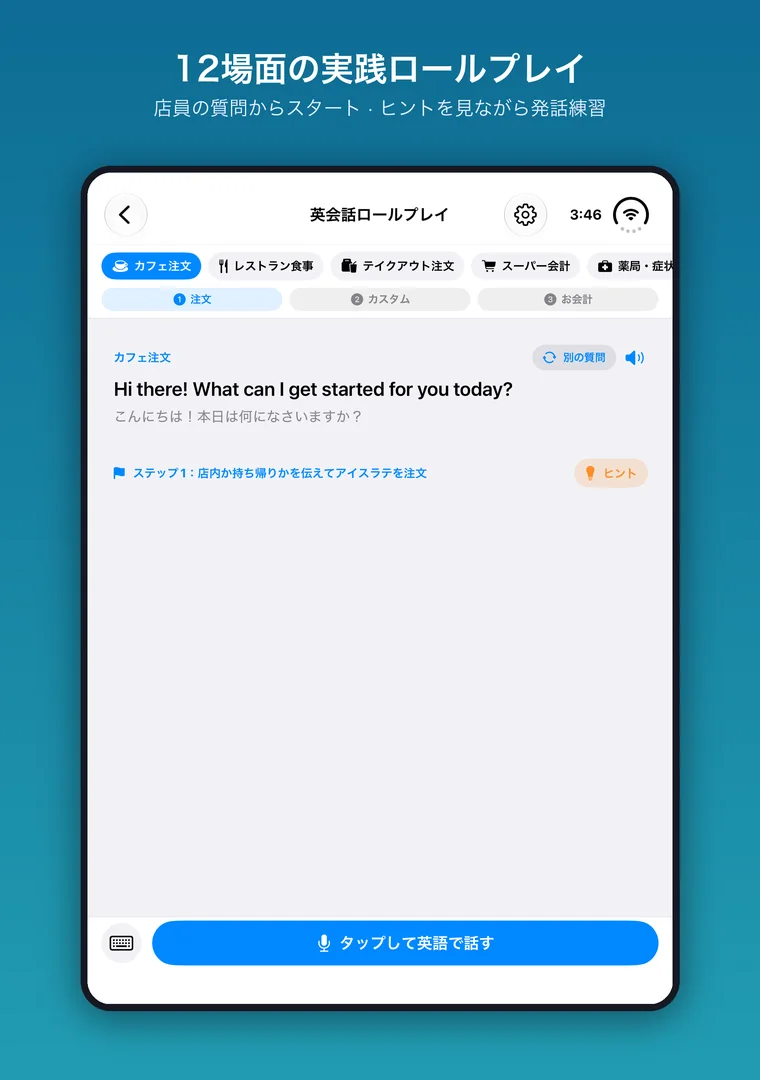 12場面の実践ロールプレイ
店員の質問からスタート・ヒントを見ながら発話練習
英会話ロールプレイ
3:46
カフェ注文
レストラン食事
テイクアウト注文
スーパー会計
薬局・症状
1 注文
2 カスタム
3 お会計
カフェ注文
別の質問
Hi there! What can I get started for you today?
こんにちは！本日は何になさいますか？
ステップ1：店内か持ち帰りかを伝えてアイスラテを注文
ヒント
タップして英語で話す